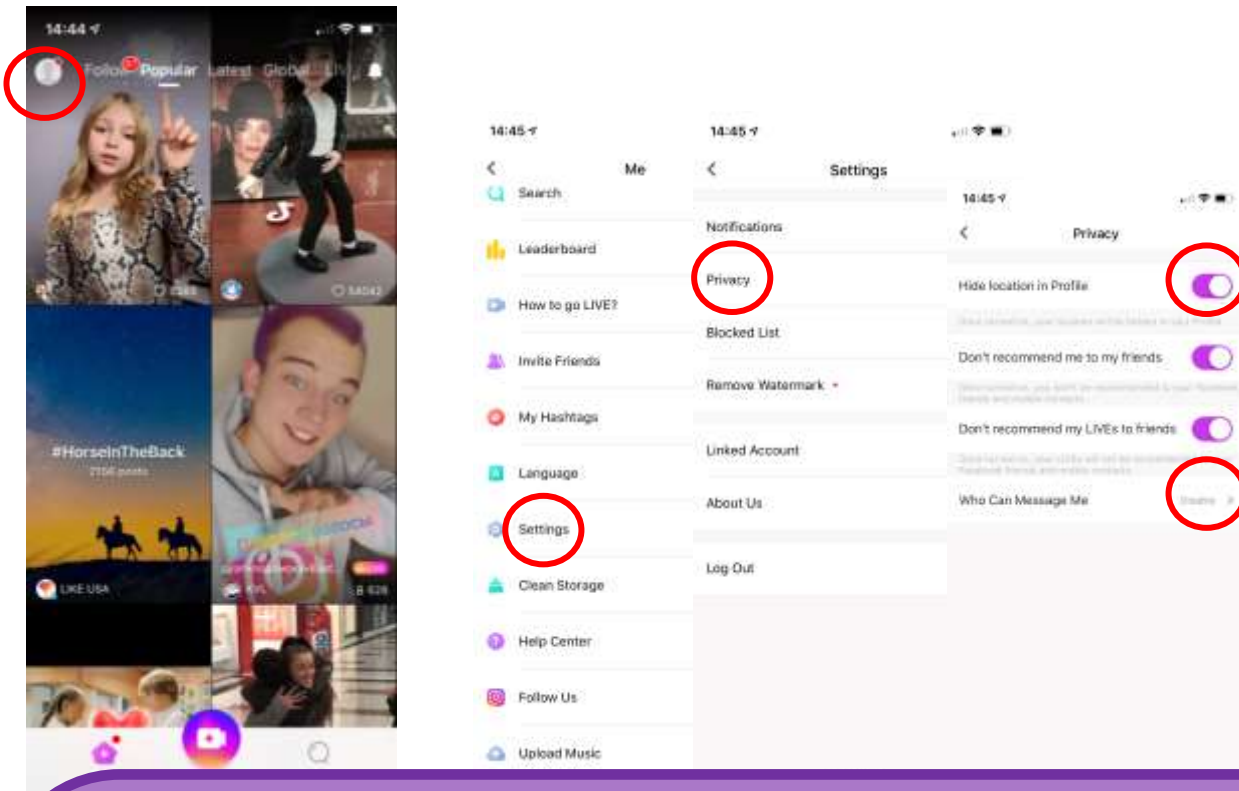 14:44
Follow Popular Latest Global LIVE
54042
#HorseInTheBack
LIKE USA
14:45
Me
Search
Leaderboard
How to go LIVE?
Invite Friends
My Hashtags
Language
Settings
Clean Storage
Help Center
Follow Us
Upload Music
14:45
Settings
Notifications
Privacy
Blocked List
Remove Watermark
Linked Account
About Us
Log Out
14:45
Privacy
Hide location in Profile
Don't recommend me to my friends
Don't recommend my LIVEs to friends
Who Can Message Me